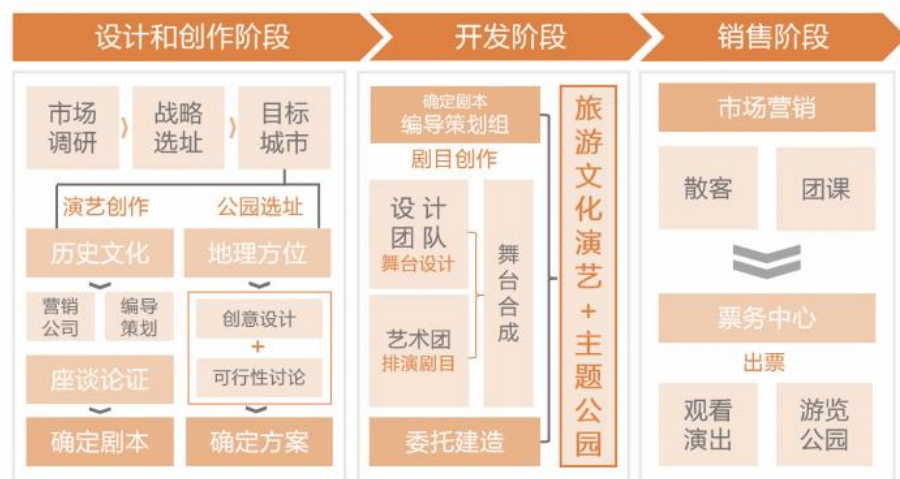 设计和创作阶段
开发阶段
销售阶段
市场
调研
战略
选址
目标
城市
演艺创作
公园选址
历史文化
地理方位
营销
公司
编导
策划
创意设计
+
可行性讨论
座谈论证
确定剧本
确定方案
确定剧本
编导策划组
剧目创作
设 计
团 队
舞台设计
艺术团
排演剧目
舞台合成
委托建造
旅游文化演艺+主题公园
市场营销
散客
团课
票务中心
出票
观看
演出
游览
公园